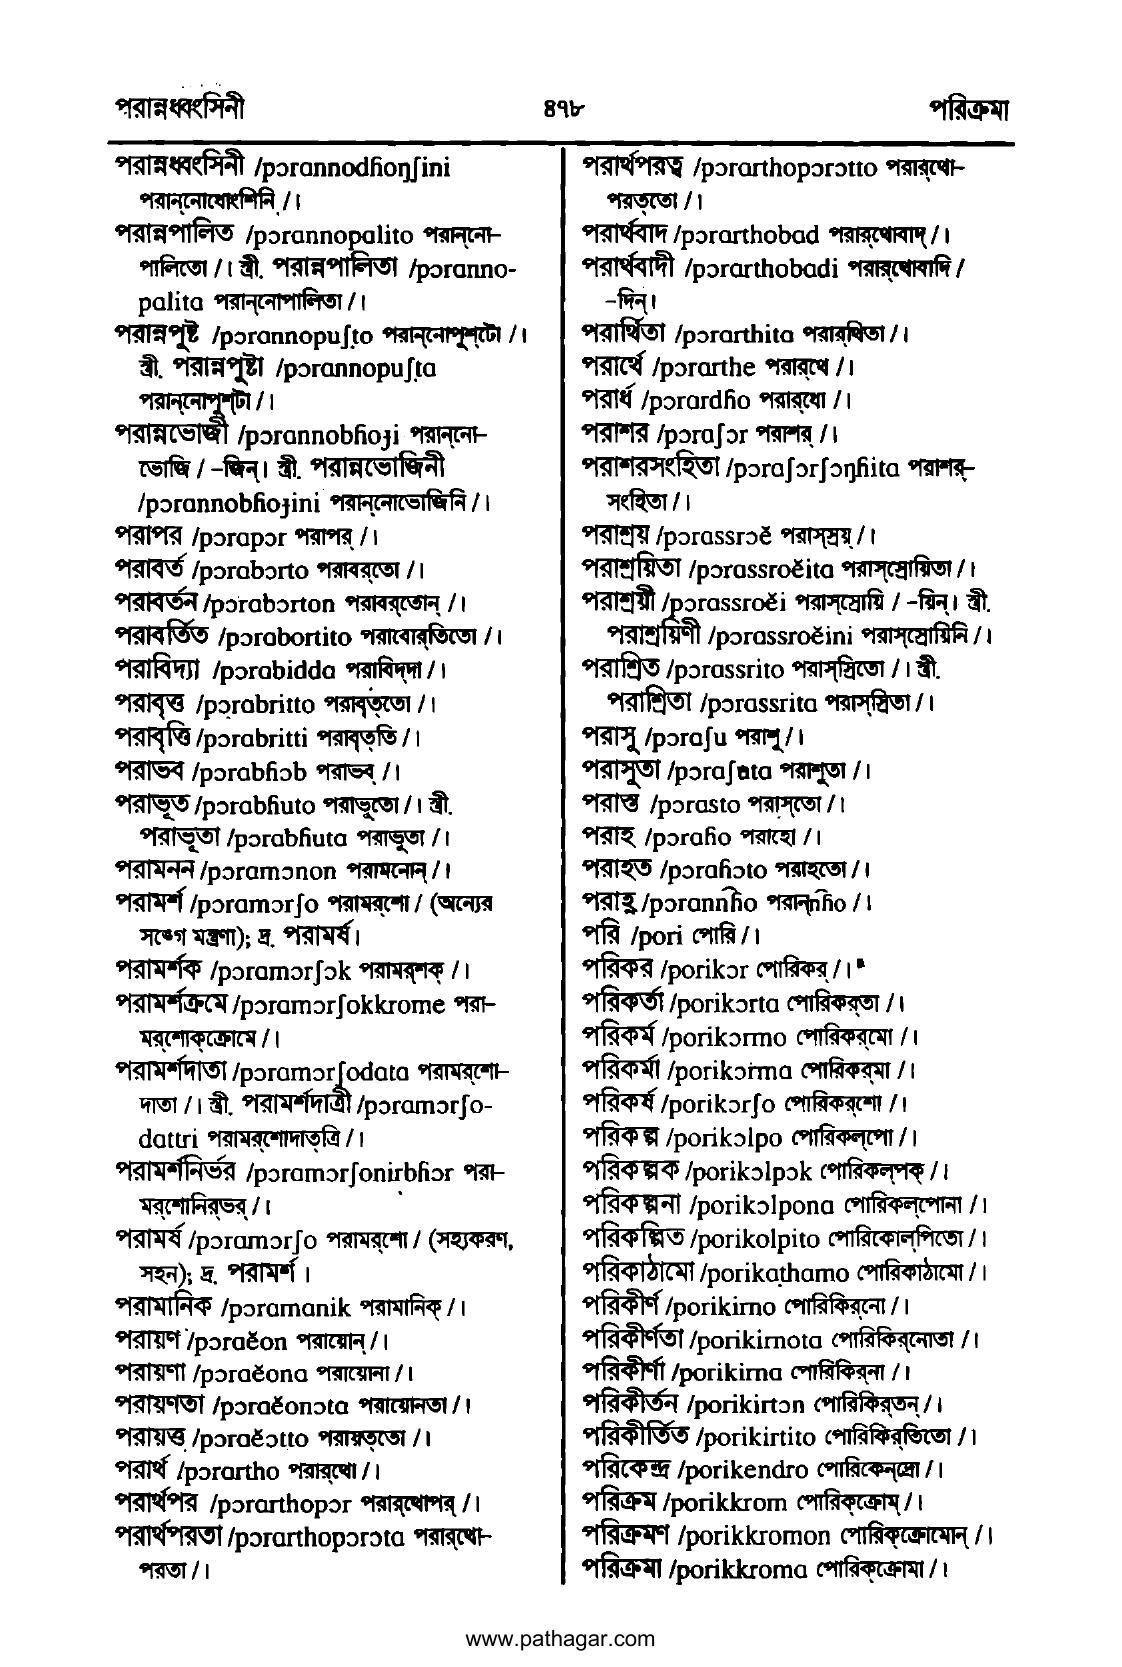 পরান্নধ্বংসিনী ৪৭৮ পরিক্রমা
পরান্নধ্বংসিনী /pɔrannodɦoŋʃini
পরান্‌নোধোংশিনি /।
পরান্নপালিত /pɔrannopalito পরান্‌নো–
পালিতো /। স্ত্রী. পরান্নপালিতা /pɔranno-
palita পরান্‌নোপালিতা /।
পরান্নপুষ্ট /pɔrannopuʃṭo পরান্‌নোপুশ্‌টো /।
স্ত্রী. পরান্নপুষ্টা /pɔrannopuʃṭa
পরান্‌নোপুশ্‌টা /।
পরান্নভোজী /pɔrannobɦoɟi পরান্‌নো–
ভোজি / –জিন্‌। স্ত্রী. পরান্নভোজিনী
/pɔrannobɦoɟini পরান্‌নোভোজিনি /।
পরাপর /pɔrapɔr পরাপর্‌ /।
পরাবর্ত /pɔrabɔrto পরাবর্‌তো /।
পরাবর্তন /pɔrabɔrton পরাবর্‌তোন্‌ /।
পরাবর্তিত /pɔrabortito পরাবোর্‌তিতো /।
পরাবিদ্যা /pɔrabidda পরাবিদ্‌দা /।
পরাবৃত্ত /pɔrabritto পরাবৃত্‌তো /।
পরাবৃত্তি /pɔrabritti পরাবৃত্‌তি /।
পরাভব /pɔrabɦɔb পরাভব্‌ /।
পরাভূত /pɔrabɦuto পরাভূতো /। স্ত্রী.
পরাভূতা /pɔrabɦuta পরাভূতা /।
পরামনন /pɔramɔnon পরামনোন্‌ /।
পরামর্শ /pɔramɔrʃo পরামর্‌শো / (অন্যের
সঙ্গে মন্ত্রণা); দ্র. পরামর্ষ।
পরামর্শক /pɔramɔrʃɔk পরামর্‌শক্‌ /।
পরামর্শক্রমে /pɔramɔrʃokkrome পরা–
মর্‌শোক্‌ক্রোমে /।
পরামর্শদাতা /pɔramɔrʃodata পরামর্‌শো–
দাতা /। স্ত্রী. পরামর্শদাত্রী /pɔramɔrʃo-
dattri পরামর্‌শোদাত্‌ত্রি /।
পরামর্শনির্ভর /pɔramɔrʃonirbɦɔr পরা–
মর্‌শোনির্‌ভর্‌ /।
পরামর্ষ /pɔramɔrʃo পরামর্‌শো / (সহ্যকরণ,
সহন); দ্র. পরামর্শ।
পরামানিক /pɔramanik পরামানিক্‌ /।
পরায়ণ /pɔraĕon পরায়োন্‌ /।
পরায়ণা /pɔraĕona পরায়োনা /।
পরায়ণতা /pɔraĕonɔta পরায়োনতা /।
পরায়ত্ত /pɔraĕɔtto পরায়ত্‌তো /।
পরার্থ /pɔrartho পরার্‌থো /।
পরার্থপর /pɔrarthopɔr পরার্‌থোপর্‌ /।
পরার্থপরতা /pɔrarthopɔrɔta পরার্‌থো–
পরতা /।
পরার্থপরত্ব /pɔrarthopɔrɔtto পরার্‌থো–
পরত্‌তো /।
পরার্থবাদ /pɔrarthobad পরার্‌থোবাদ্‌ /।
পরার্থবাদী /pɔrarthobadi পরার্‌থোবাদি /
–দিন্‌।
পরার্থিতা /pɔrarthita পরার্‌থিতা /।
পরার্থে /pɔrarthe পরার্‌থে /।
পরার্ধ /pɔrardɦo পরার্‌ধো /।
পরাশর /pɔraʃɔr পরাশর্‌ /।
পরাশরসংহিতা /pɔraʃɔrʃɔŋɦita পরাশর্‌–
সংহিতা /।
পরাশ্রয় /pɔrassrɔĕ পরাস্‌স্রয়্‌ /।
পরাশ্রয়িতা /pɔrassroĕita পরাস্‌স্রোয়িতা /।
পরাশ্রয়ী /pɔrassroĕi পরাস্‌স্রোয়ি / –য়িন্‌। স্ত্রী.
পরাশ্রয়িণী /pɔrassroĕini পরাস্‌স্রোয়িনি /।
পরাশ্রিত /pɔrassrito পরাস্‌স্রিতো /। স্ত্রী.
পরাশ্রিতা /pɔrassrita পরাস্‌স্রিতা /।
পরাসু /pɔraʃu পরাশু /।
পরাসুতা /pɔraʃuta পরাশুতা /।
পরাস্ত /pɔrasto পরাস্‌তো /।
পরাহ /pɔraɦo পরাহো /।
পরাহত /pɔraɦɔto পরাহতো /।
পরাহ্ণ /pɔrannɦo পরান্‌nɦo /।
পরি /pori পোরি /।
পরিকর /porikɔr পোরিকর্‌ /।
পরিকর্তা /porikɔrta পোরিকর্‌তা /।
পরিকর্ম /porikɔrmo পোরিকর্‌মো /।
পরিকর্মা /porikɔrma পোরিকর্‌মা /।
পরিকর্ষ /porikɔrʃo পোরিকর্‌শো /।
পরিকল্প /porikɔlpo পোরিকল্‌পো /।
পরিকল্পক /porikɔlpɔk পোরিকল্‌পক্‌ /।
পরিকল্পনা /porikɔlpona পোরিকল্‌পোনা /।
পরিকল্পিত /porikolpito পোরিকোল্‌পিতো /।
পরিকাঠামো /porikaṭhamo পোরিকাঠামো /।
পরিকীর্ণ /porikirno পোরিকির্‌নো /।
পরিকীর্ণতা /porikirnota পোরিকির্‌নোতা /।
পরিকীর্ণা /porikirna পোরিকির্‌না /।
পরিকীর্তন /porikirtɔn পোরিকির্‌তন্‌ /।
পরিকীর্তিত /porikirtito পোরিকির্‌তিতো /।
পরিকেন্দ্র /porikendro পোরিকেন্‌দ্রো /।
পরিক্রম /porikkrom পোরিক্‌ক্রোম্‌ /।
পরিক্রমণ /porikkromon পোরিক্‌ক্রোমোন্‌ /।
পরিক্রমা /porikkroma পোরিক্‌ক্রোমা /।
www.pathagar.com